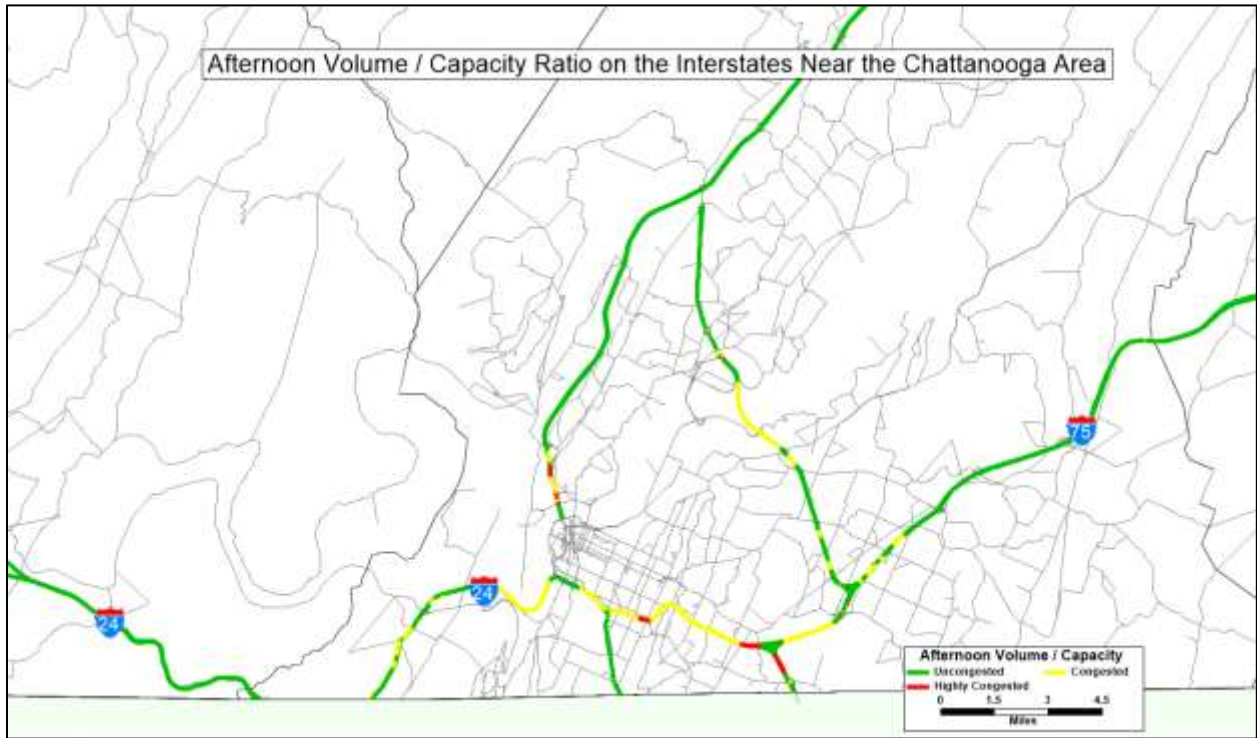 Afternoon Volume / Capacity Ratio on the Interstates Near the Chattanooga Area
75
24
24
Afternoon Volume / Capacity
Uncongested Congested
Highly Congested
0 1.5 3 4.5
Miles